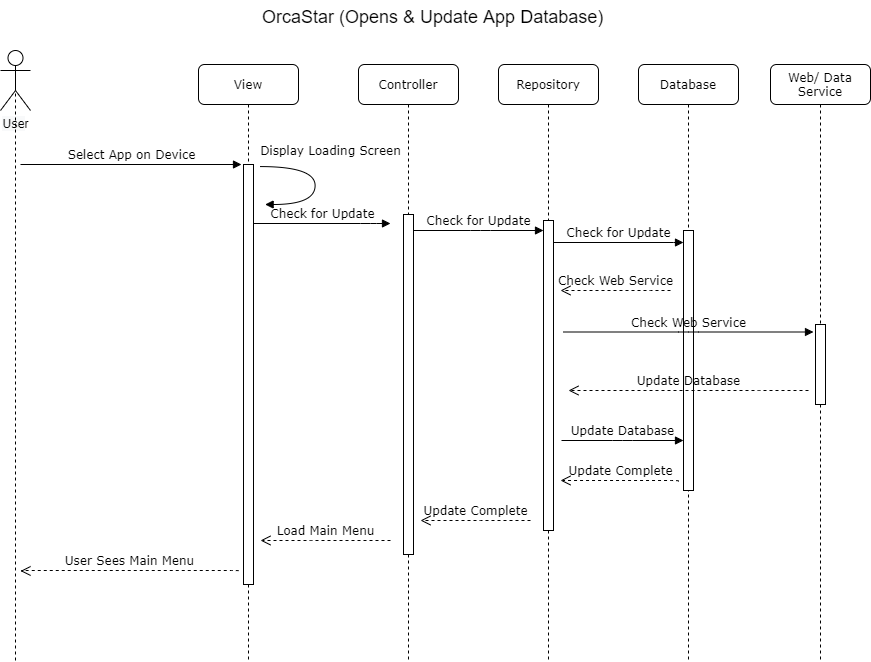 OrcaStar (Opens & Update App Database)
View
Controller
Repository
Database
Web/ Data
Service
User
Select App on Device
Display Loading Screen
Check for Update
Check for Update
Check for Update
Check Web Service
Check Web Service
Update Database
Update Database
Update Complete
Update Complete
Load Main Menu
User Sees Main Menu